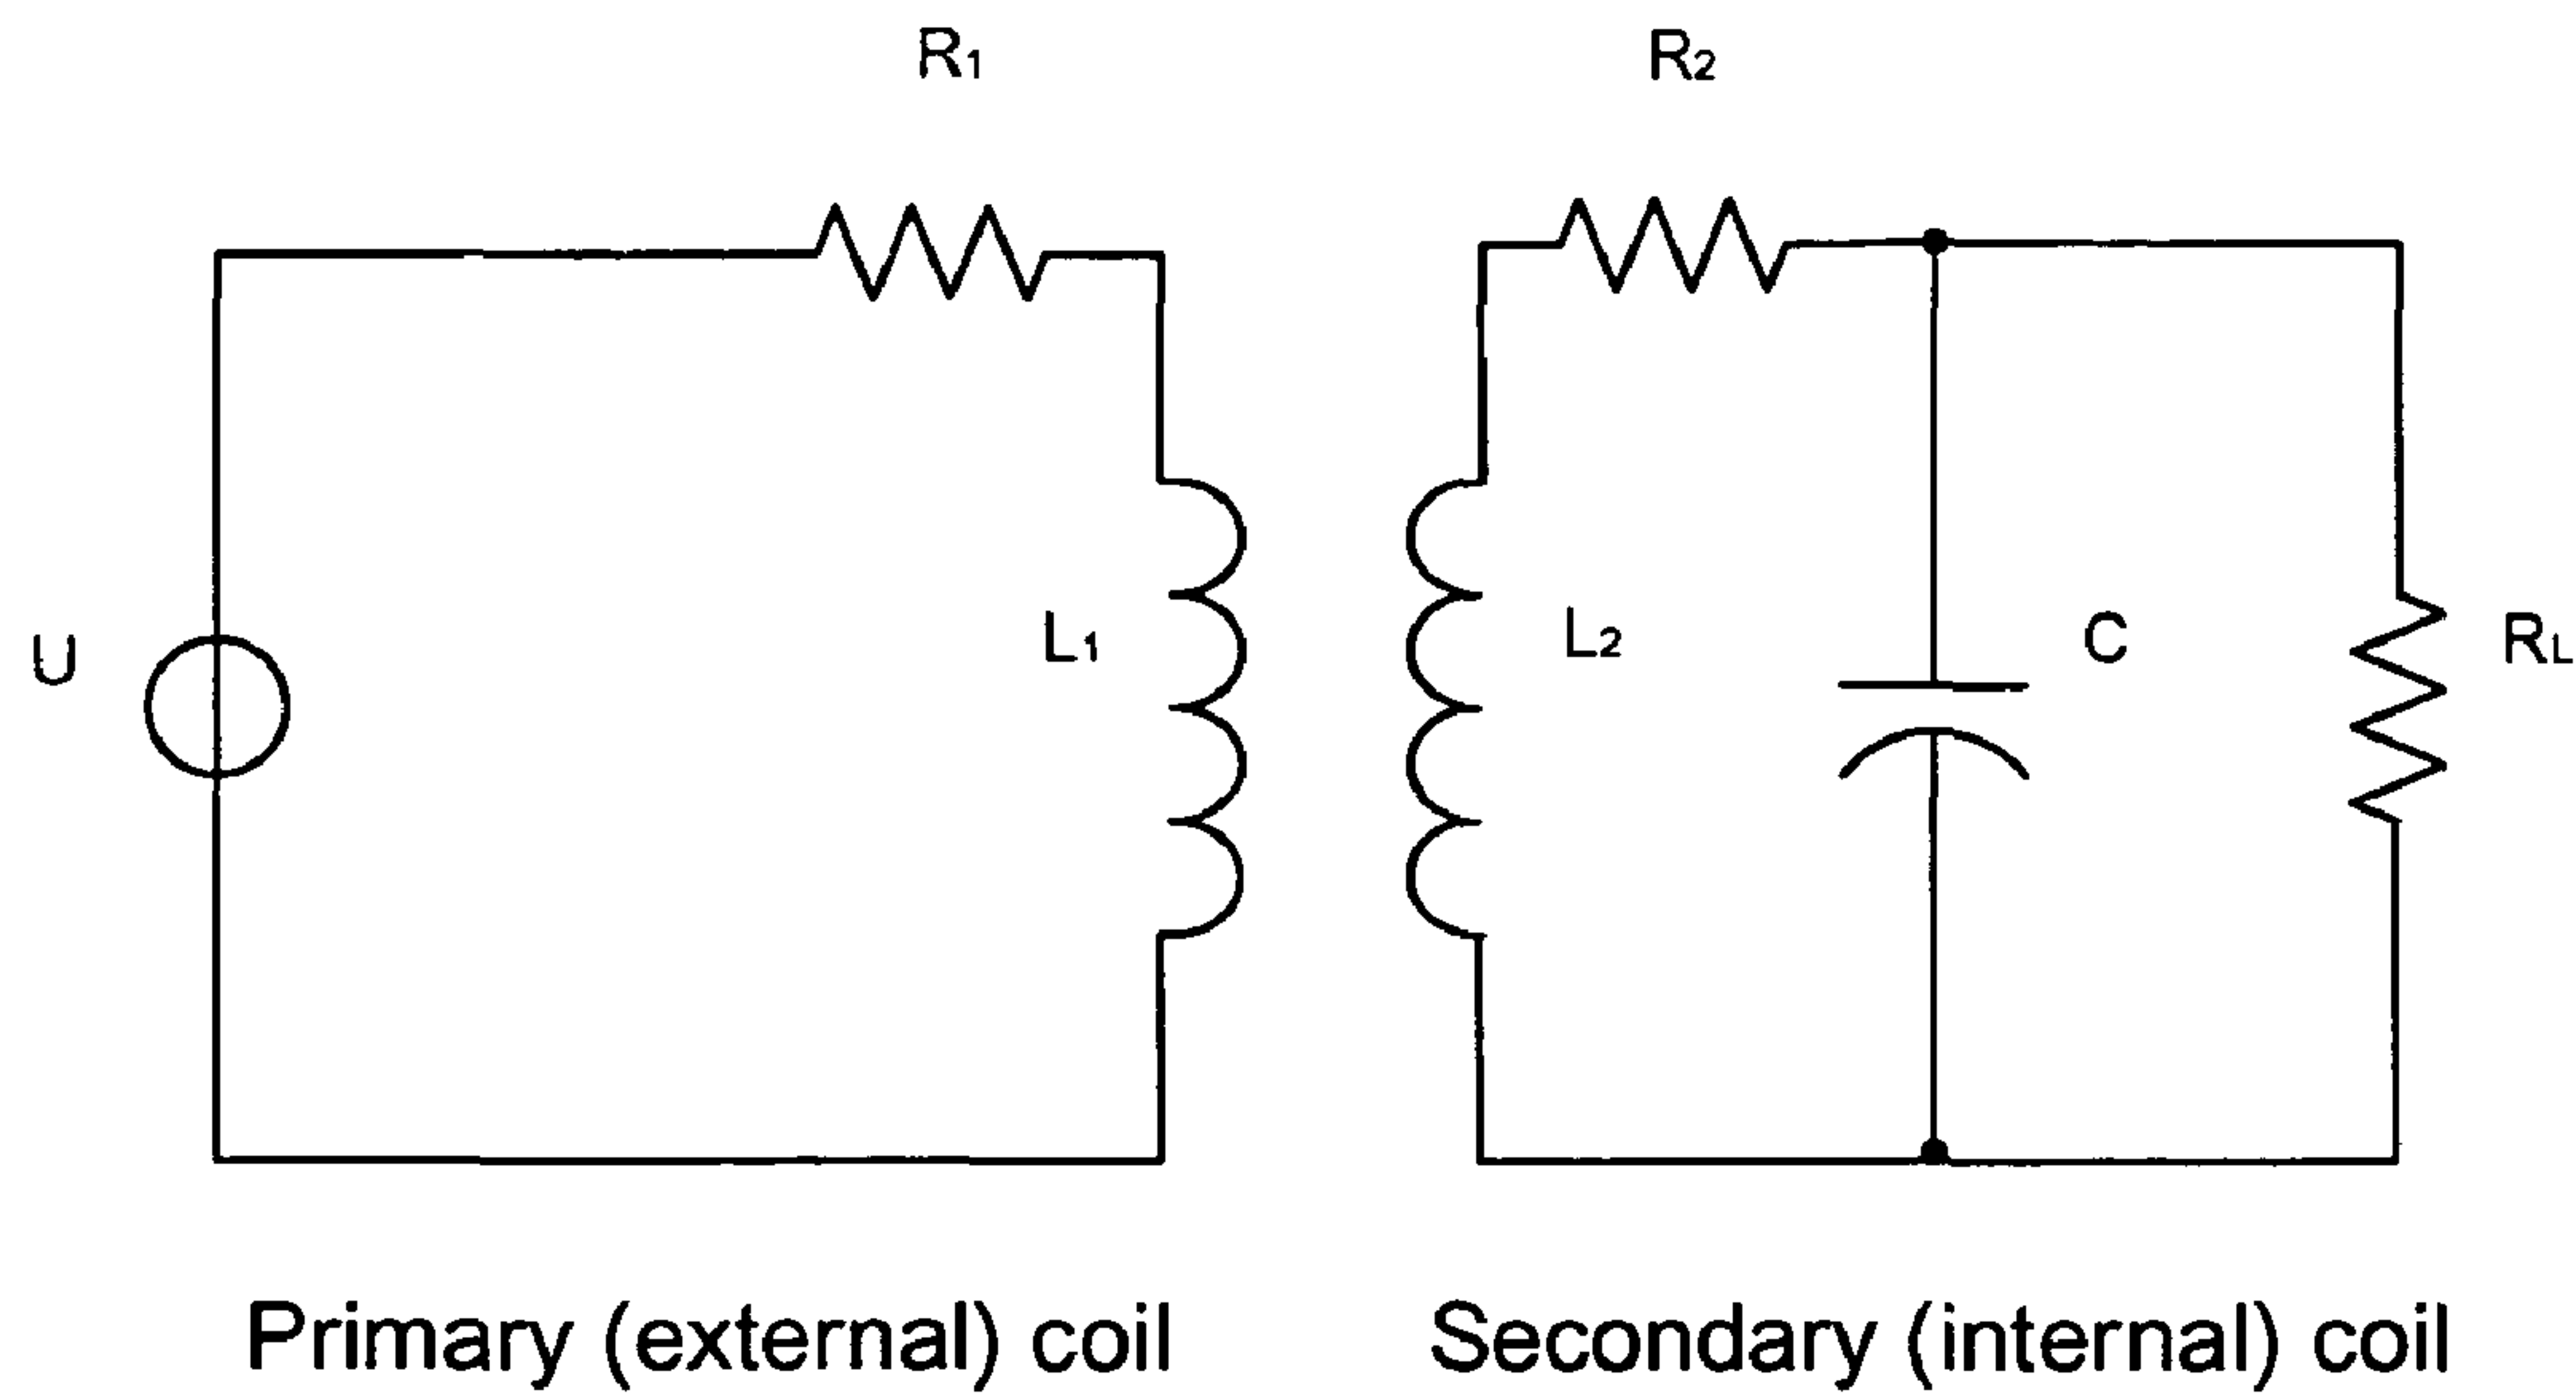 R1
R2
U
L1
L2
C
RL
Primary (external) coil
Secondary (internal) coil